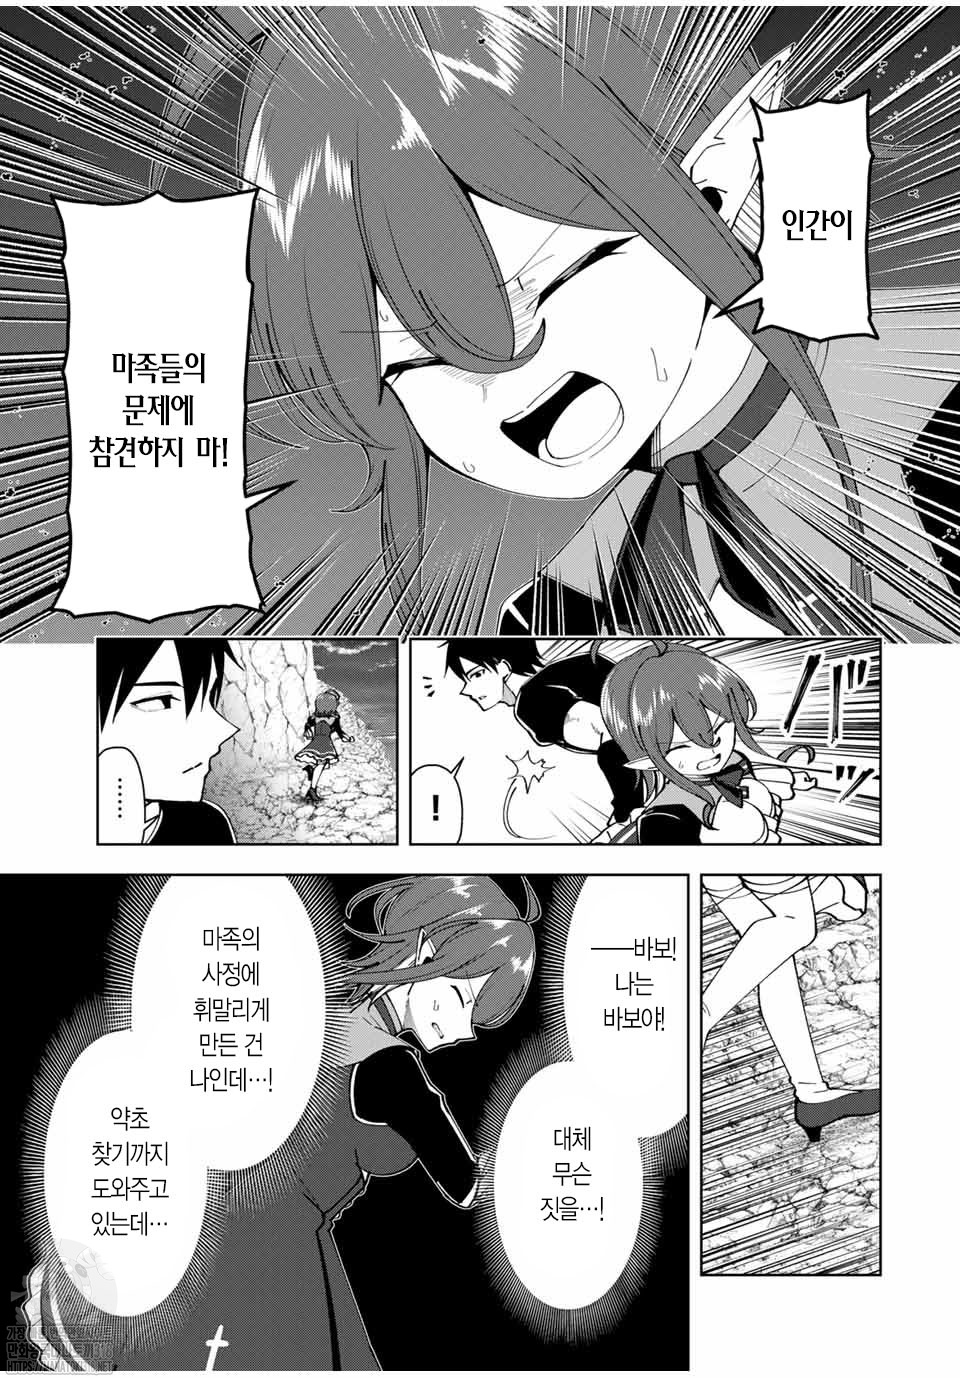 인간이
마족들의
문제에
참견하지 마!
!
……
──바보!
나는
바보야!
대체
무슨
짓을…!
마족의
사정에
휘말리게
만든 건
나인데…!
약초
찾기까지
도와주고
있는데…